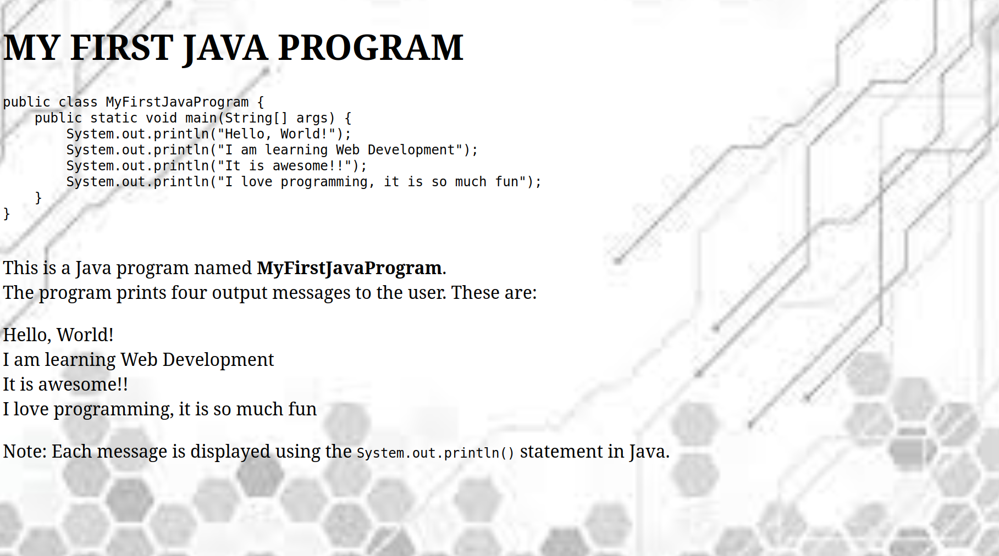 MY FIRST JAVA PROGRAM
public class MyFirstJavaProgram {
    public static void main(String[] args) {
        System.out.println("Hello, World!");
        System.out.println("I am learning Web Development");
        System.out.println("It is awesome!!");
        System.out.println("I love programming, it is so much fun");
    }
}
This is a Java program named MyFirstJavaProgram.
The program prints four output messages to the user. These are:
Hello, World!
I am learning Web Development
It is awesome!!
I love programming, it is so much fun
Note: Each message is displayed using the System.out.println() statement in Java.